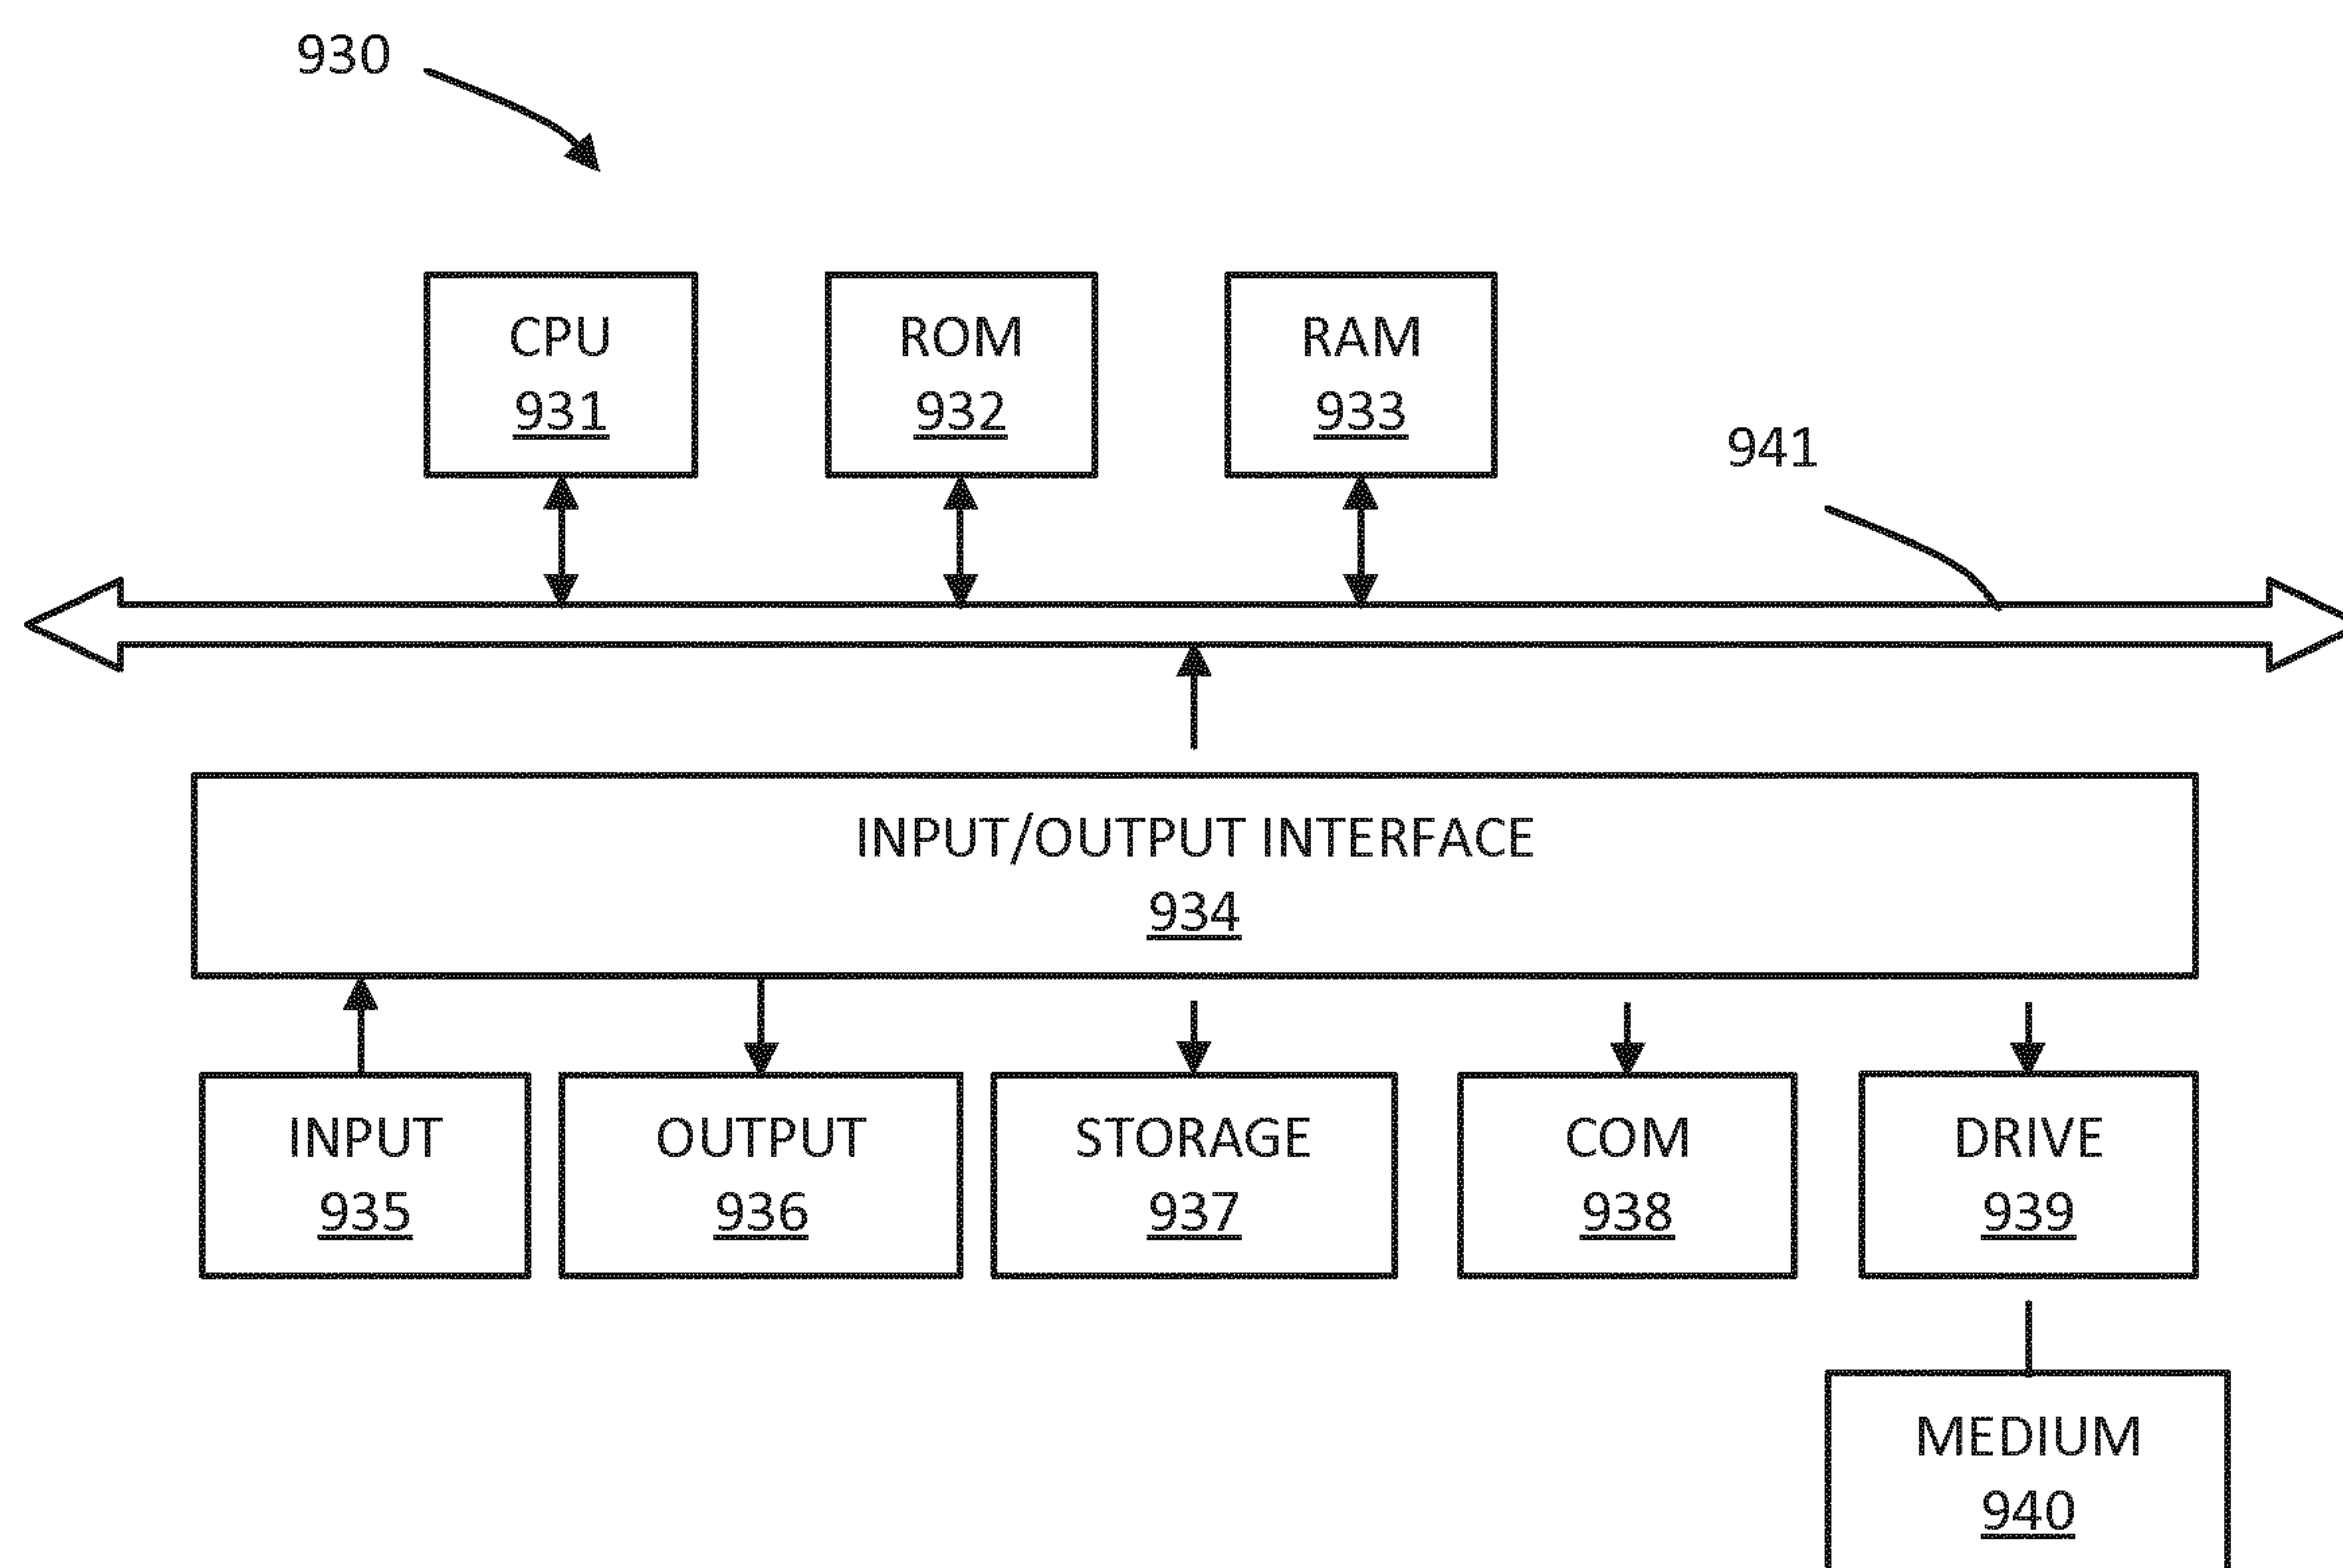 930
CPU
931
ROM
932
RAM
933
941
INPUT/OUTPUT INTERFACE
934
INPUT
935
OUTPUT
936
STORAGE
937
COM
938
DRIVE
939
MEDIUM
940